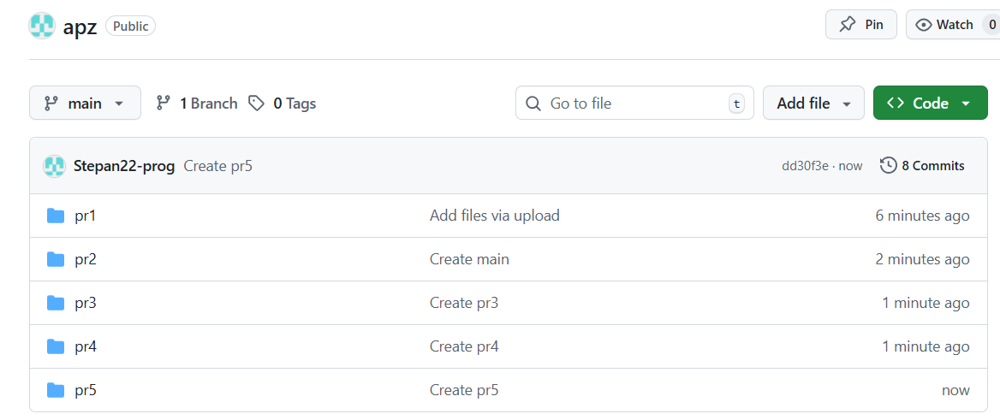 apz Public Pin Watch 0
main 1 Branch 0 Tags Go to file t Add file Code
Stepan22-prog Create pr5 dd30f3e · now 8 Commits
pr1 Add files via upload 6 minutes ago
pr2 Create main 2 minutes ago
pr3 Create pr3 1 minute ago
pr4 Create pr4 1 minute ago
pr5 Create pr5 now